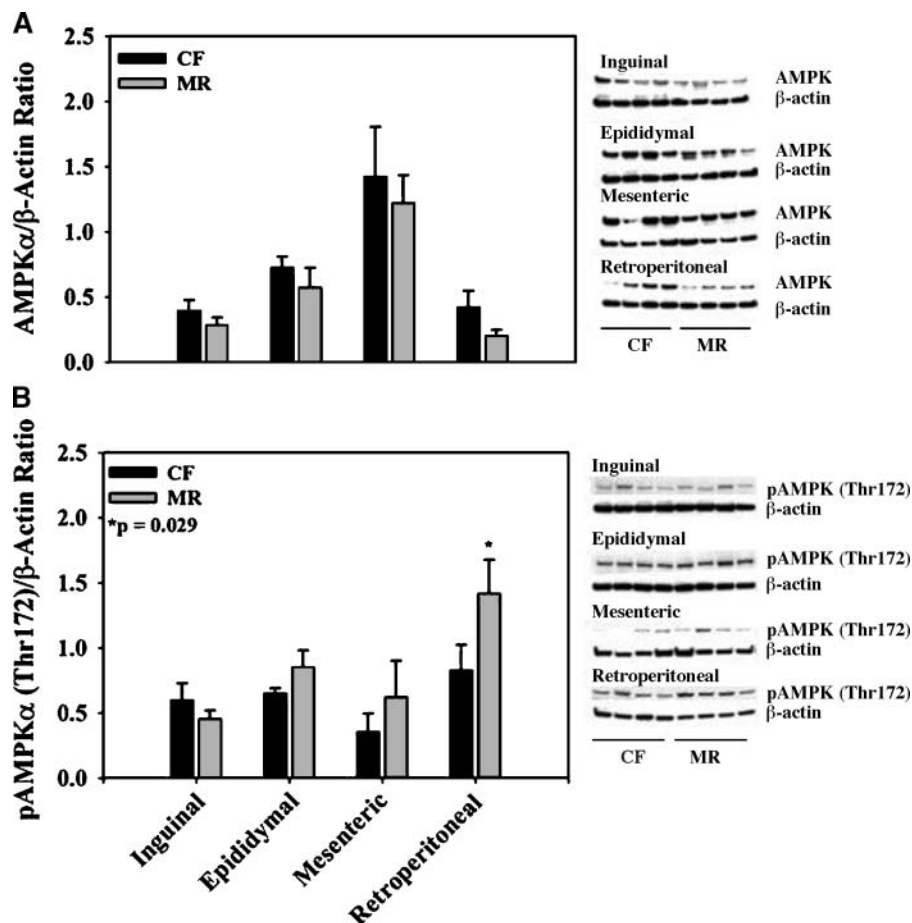 A
AMPKα/β-Actin Ratio
2.5
2.0
1.5
1.0
0.5
0.0
CF
MR
Inguinal
AMPK
β-actin
Epididymal
AMPK
β-actin
Mesenteric
AMPK
β-actin
Retroperitoneal
AMPK
β-actin
CF MR
B
pAMPKα (Thr172)/β-Actin Ratio
2.5
2.0
1.5
1.0
0.5
0.0
CF
MR
*p = 0.029
*
Inguinal
Epididymal
Mesenteric
Retroperitoneal
Inguinal
pAMPK (Thr172)
β-actin
Epididymal
pAMPK (Thr172)
β-actin
Mesenteric
pAMPK (Thr172)
β-actin
Retroperitoneal
pAMPK (Thr172)
β-actin
CF MR